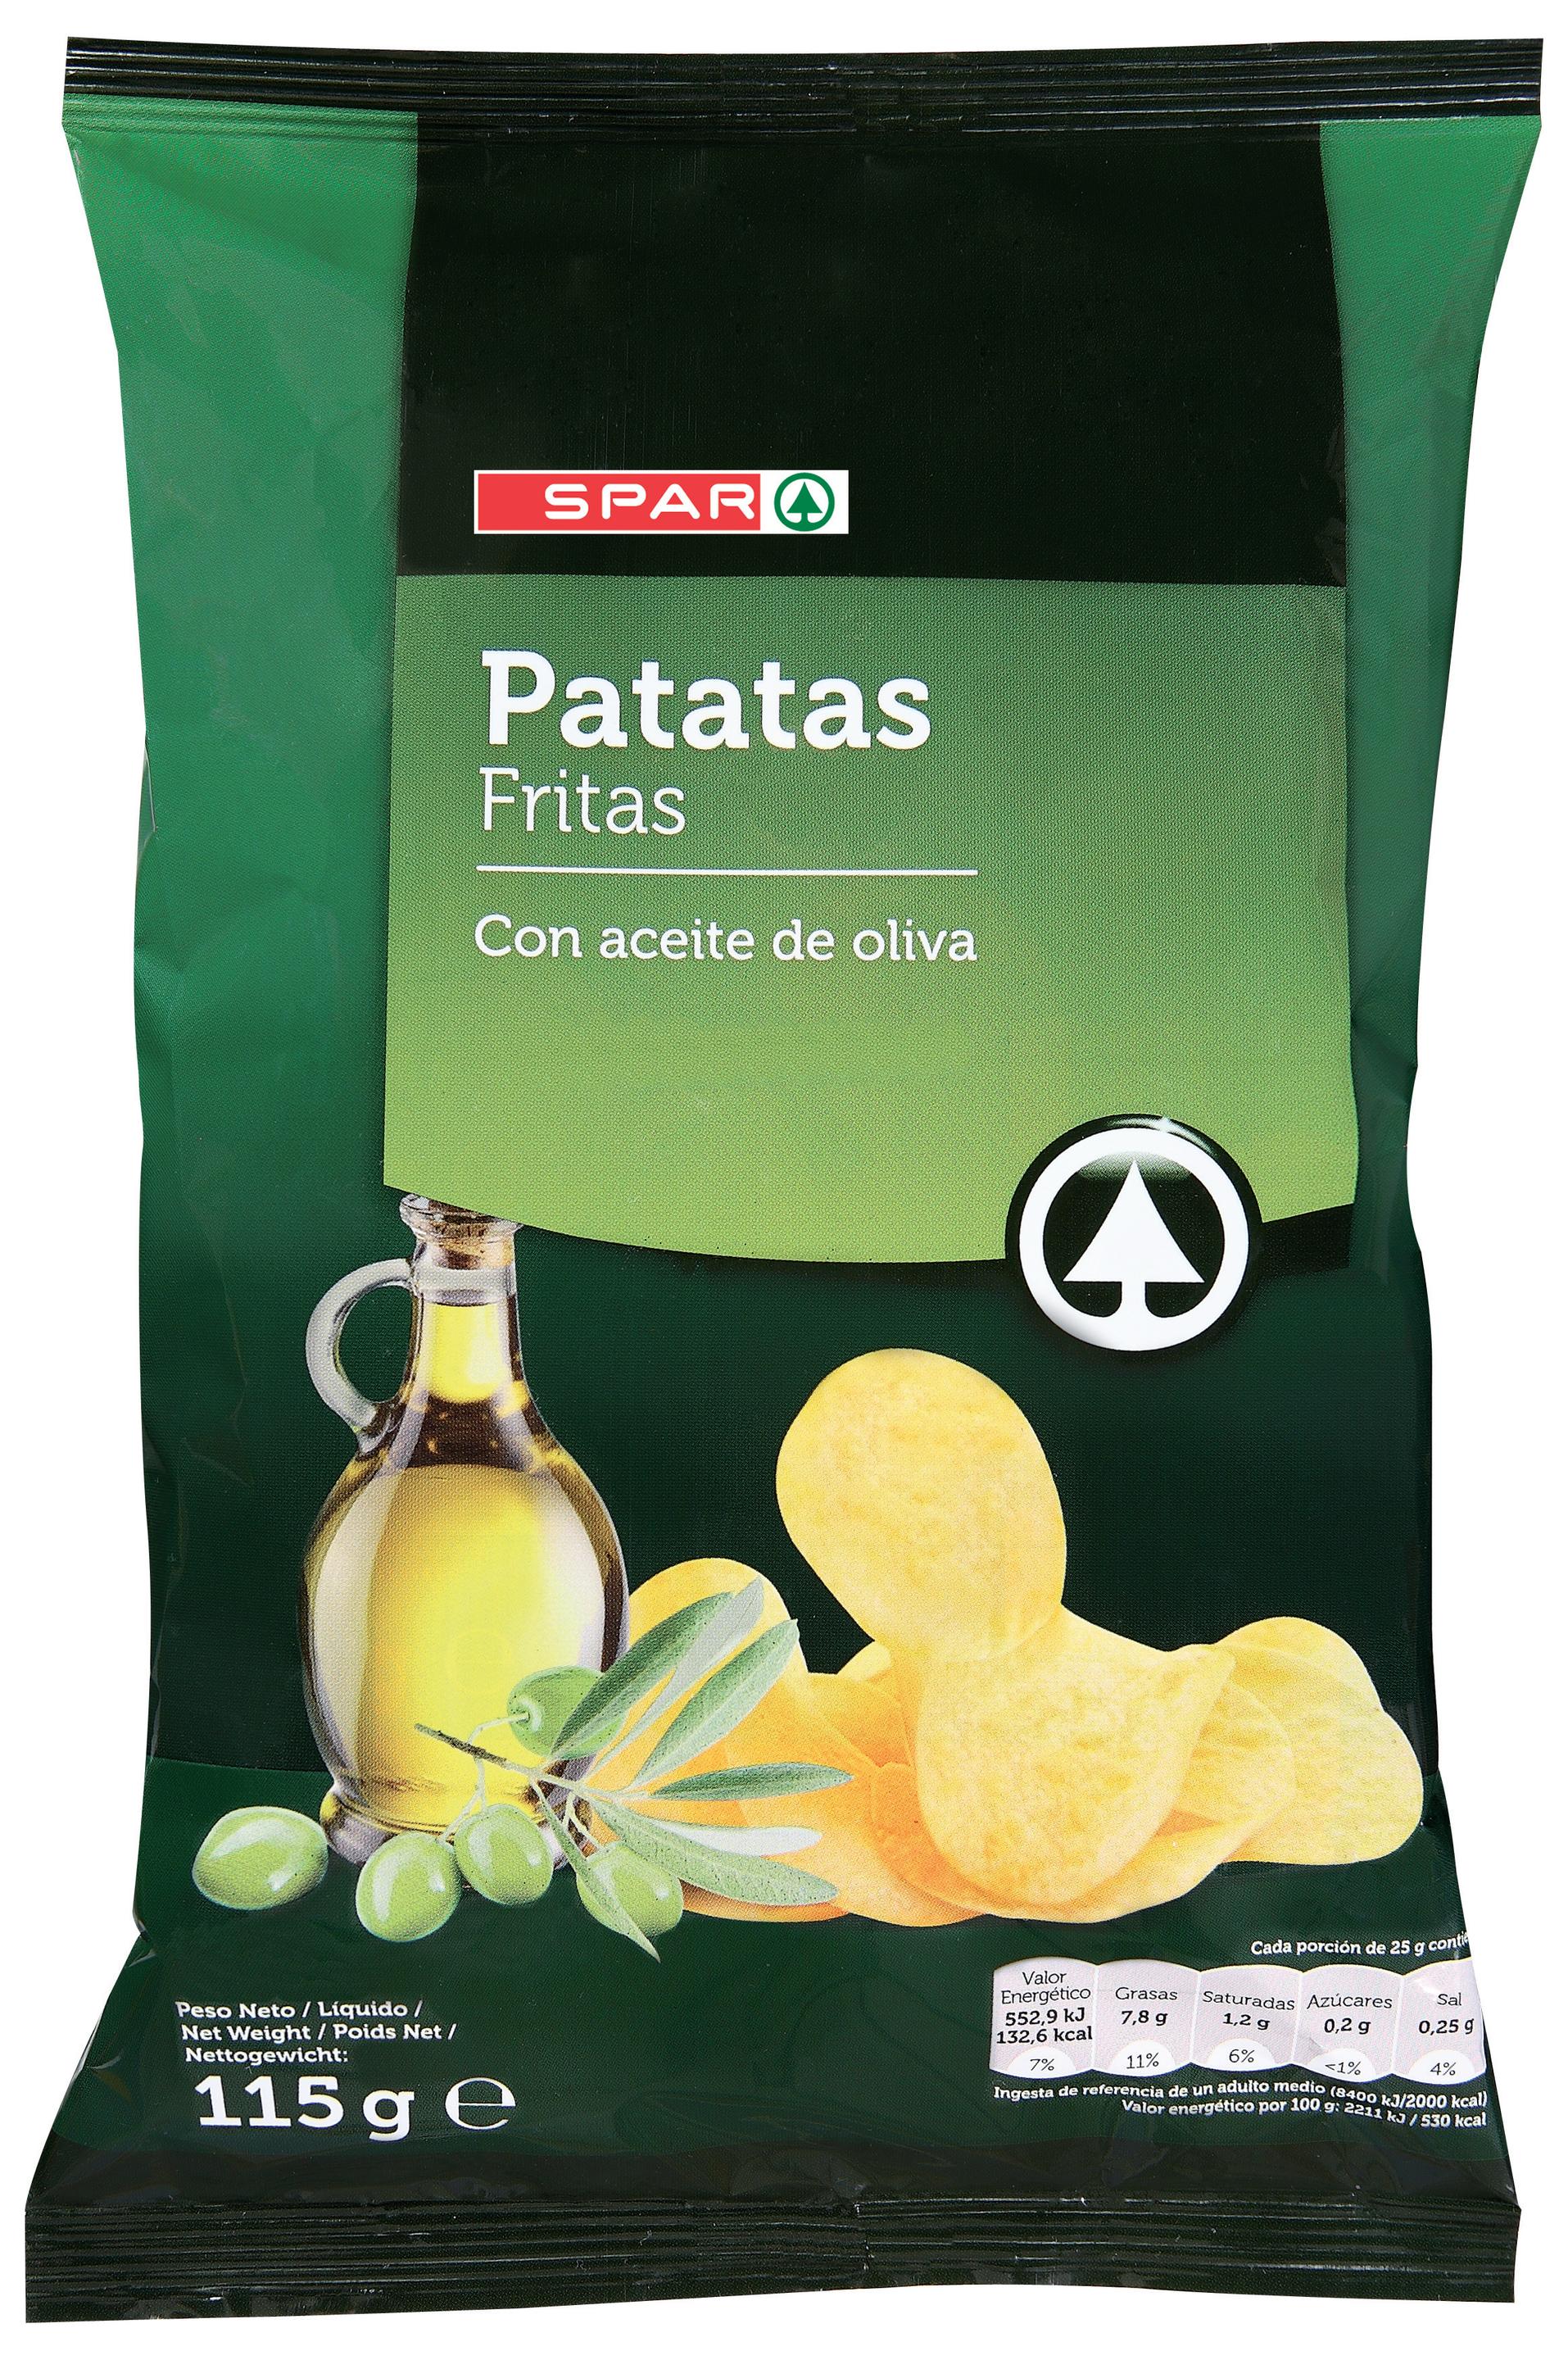 SPAR
Patatas
Fritas
Con aceite de oliva
Cada porción de 25 g
Valor
Energético
552,9 kJ
132,6 kcal
7%
Grasas
7,8 g
11%
Saturadas
1,2 g
6%
Azúcares
0,2 g
<1%
Sal
0,25 g
4%
Ingesta de referencia de un adulto medio (8400 kJ/2000 kcal)
Valor energético por 100 g: 2211 kJ / 530 kcal
Peso Neto / Líquido /
Net Weight / Poids Net /
Nettogewicht:
115 g e